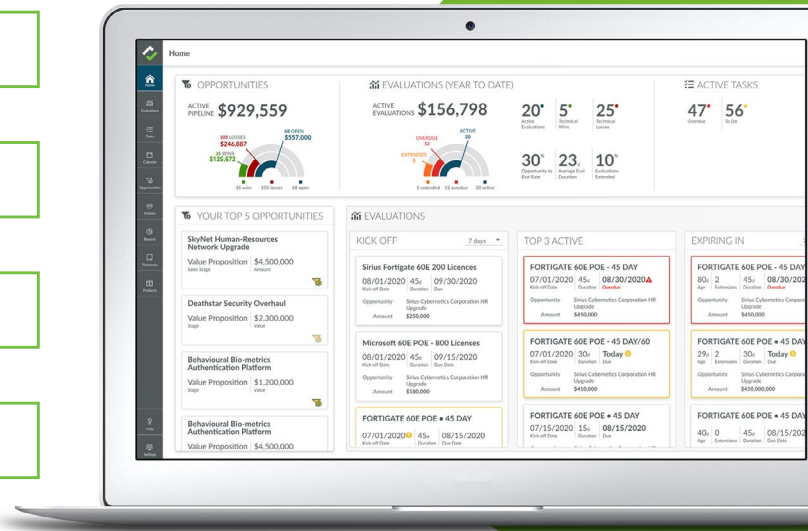 Home
OPPORTUNITIES
ACTIVE
PIPELINE $929,559
105 LOSSES
$246,887
68 OPEN
$557.000
35 WINS
$125,672
35 wins 105 losses 68 open
EVALUATIONS (YEAR TO DATE)
ACTIVE
EVALUATIONS $156,798
OVERDUE
12
ACTIVE
20
EXTENDED
5
5 extended 12 overdue 20 active
20 5 25
Active Evaluations
Technical Wins
Technical Losses
30% 23d 10%
Opportunity to Eval Rate
Average Eval Duration
Evaluations Extended
ACTIVE TASKS
47 56
Overdue To Do
Home
Evaluations
Tasks
Calendar
Opportunities
Reports
Products
Help
Settings
YOUR TOP 5 OPPORTUNITIES
SkyNet Human-Resources
Network Upgrade
Value Proposition $4,500,000
Sales Stage Amount
Deathstar Security Overhaul
Value Proposition $2,300,000
Stage Value
Behavioural Bio-metrics
Authentication Platform
Value Proposition $1,200,000
Stage Value
Behavioural Bio-metrics
Authentication Platform
Value Proposition $4,500,000
EVALUATIONS
KICK OFF 7 days
Sirius Fortigate 60E 200 Licences
08/01/2020 45d 09/30/2020
Kick-off Date Duration Due
Opportunity Sirius Cybernetics Corporation HR
Upgrade
Amount $250,000
Microsoft 60E POE - 800 Licenses
08/01/2020 45d 09/15/2020
Kick-off Date Duration Due Date
Opportunity Sirius Cybernetics Corporation HR
Upgrade
Amount $180,000
FORTIGATE 60E POE • 45 DAY
07/01/2020 45d 08/15/2020
Kick-off Date Duration Due Date
TOP 3 ACTIVE
FORTIGATE 60E POE - 45 DAY
07/01/2020 45d 08/30/2020
Kick-off Date Duration Overdue
Opportunity Sirius Cybernetics Corporation HR
Upgrade
Amount $450,000
FORTIGATE 60E POE - 45 DAY/60
07/01/2020 30d Today
Kick-off Date Duration Due
Opportunity Sirius Cybernetics Corporation HR
Upgrade
Amount $410,000
FORTIGATE 60E POE • 45 DAY
07/15/2020 15d 08/15/2020
Kick-off Date Duration Due Date
EXPIRING IN
FORTIGATE 60E POE - 45 DAY
80d 2 45d 08/30/202
Age Extensions Duration Overdue
Opportunity Sirius Cybernetics Corpora
Upgrade
Amount $450,000
FORTIGATE 60E POE • 45 DAY
29d 2 30d Today
Age Extensions Duration Due
Opportunity Sirius Cybernetics Corpora
Upgrade
Amount $450,000,000
FORTIGATE 60E POE • 45 DAY
40d 0 45d 08/15/202
Age Extensions Duration Due Date